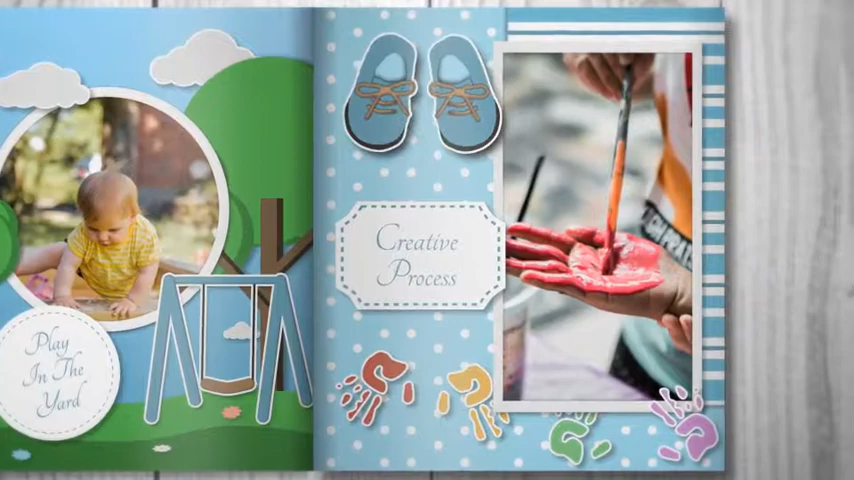 Play
In The
Yard
Creative
Process